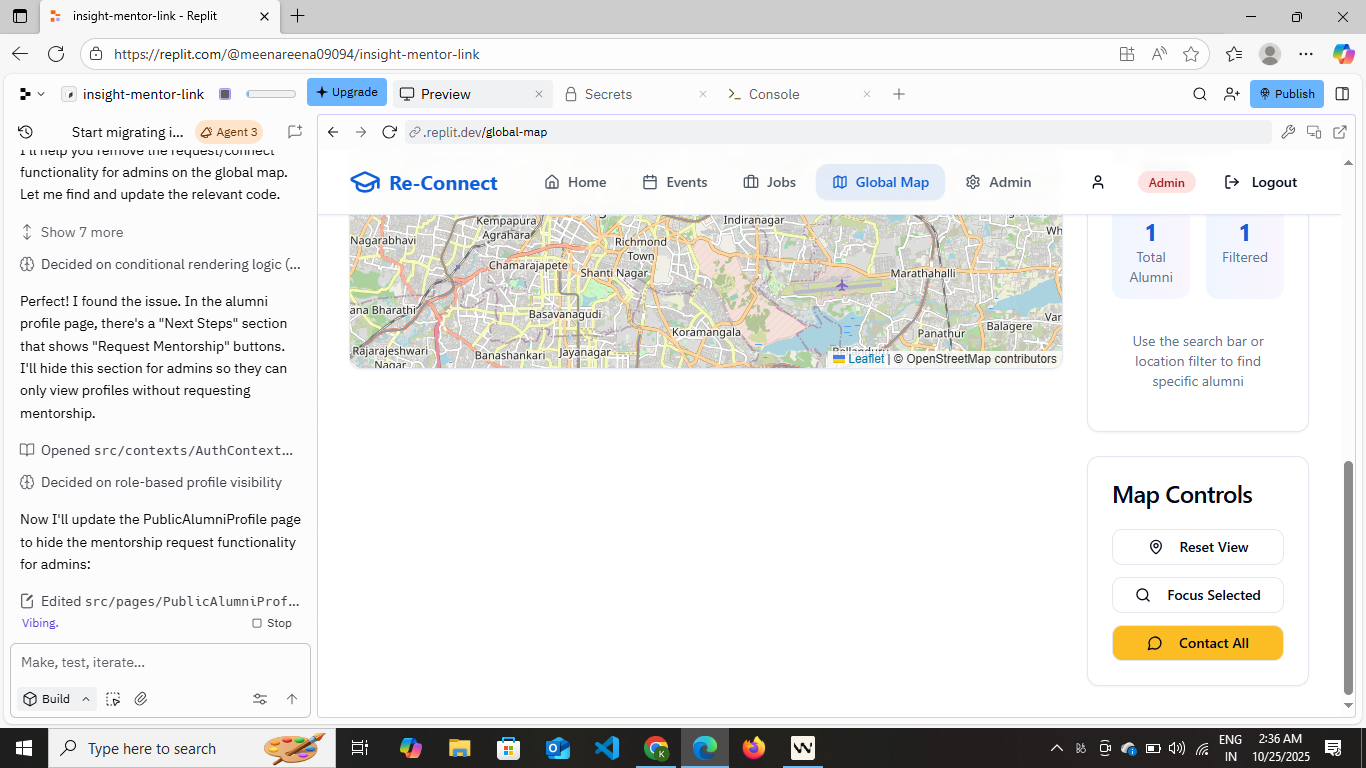 insight-mentor-link - Replit
https://replit.com/@meenareena09094/insight-mentor-link
insight-mentor-link
Upgrade
Preview
Secrets
Console
Publish
Start migrating i...
Agent 3
.replit.dev/global-map
I'll help you remove the request/connect
functionality for admins on the global map.
Let me find and update the relevant code.
Show 7 more
Decided on conditional rendering logic (...
Perfect! I found the issue. In the alumni
profile page, there's a "Next Steps" section
that shows "Request Mentorship" buttons.
I'll hide this section for admins so they can
only view profiles without requesting
mentorship.
Opened src/contexts/AuthContext...
Decided on role-based profile visibility
Now I'll update the PublicAlumniProfile page
to hide the mentorship request functionality
for admins:
Edited src/pages/PublicAlumniProf...
Vibing.
Stop
Make, test, iterate...
Build
Re-Connect
Home
Events
Jobs
Global Map
Admin
Admin
Logout
Kempapura
Agrahara
Indiranagar
Nagarabhavi
Richmond
Town
Wh
Chamarajapete
Shanti Nagar
Marathahalli
ana Bharathi
Basavanagudi
Koramangala
Balagere
Var
Panathur
Rajarajeshwari
Nagar
Banashankari
Jayanagar
Leaflet | © OpenStreetMap contributors
1
Total
Alumni
1
Filtered
Use the search bar or
location filter to find
specific alumni
Map Controls
Reset View
Focus Selected
Contact All
Type here to search
ENG
IN
2:36 AM
10/25/2025